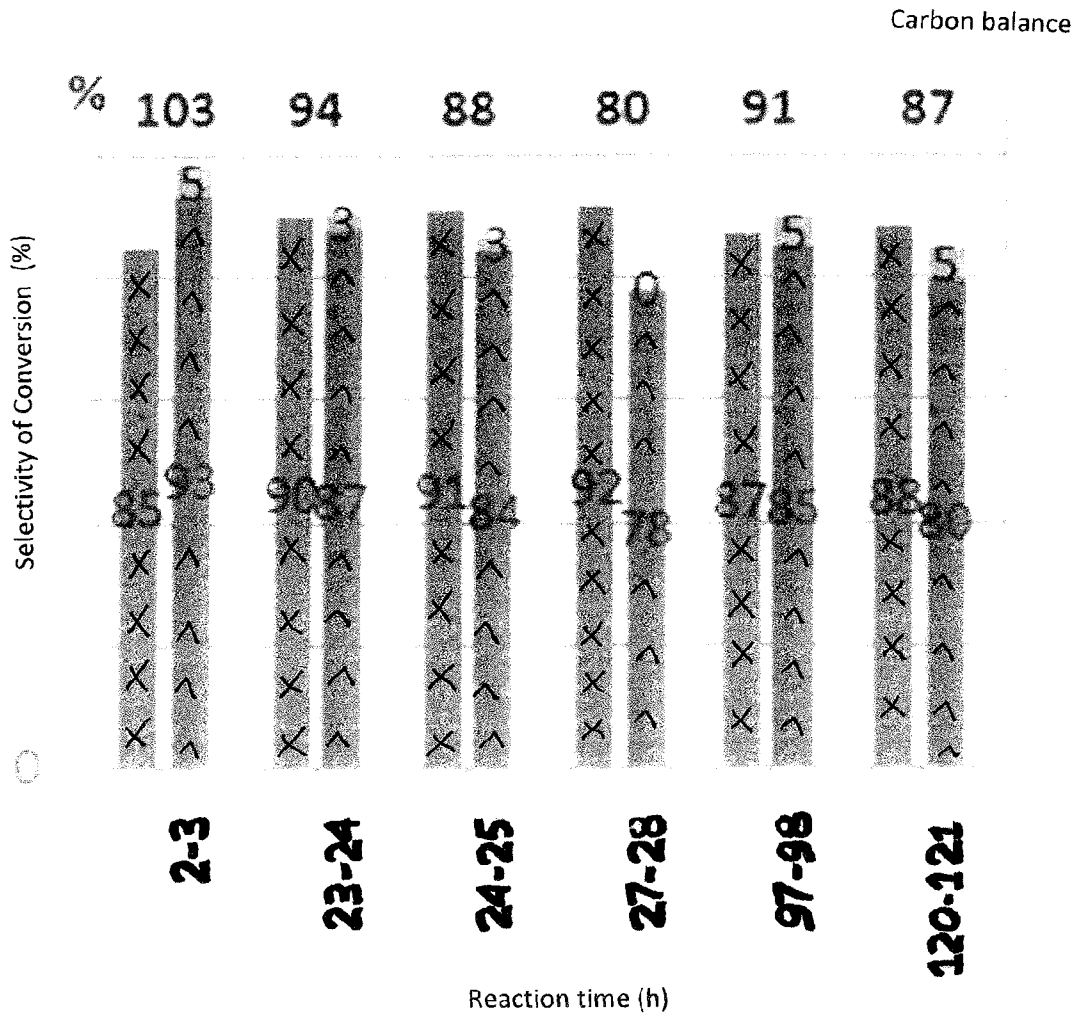 Carbon balance
% 103 94 88 80 91 87
Selectivity of Conversion (%)
5 3 3 0 5 5
85 93 90 87 91 84 92 78 87 85 88 80
0
2-3 23-24 24-25 27-28 97-98 120-121
Reaction time (h)